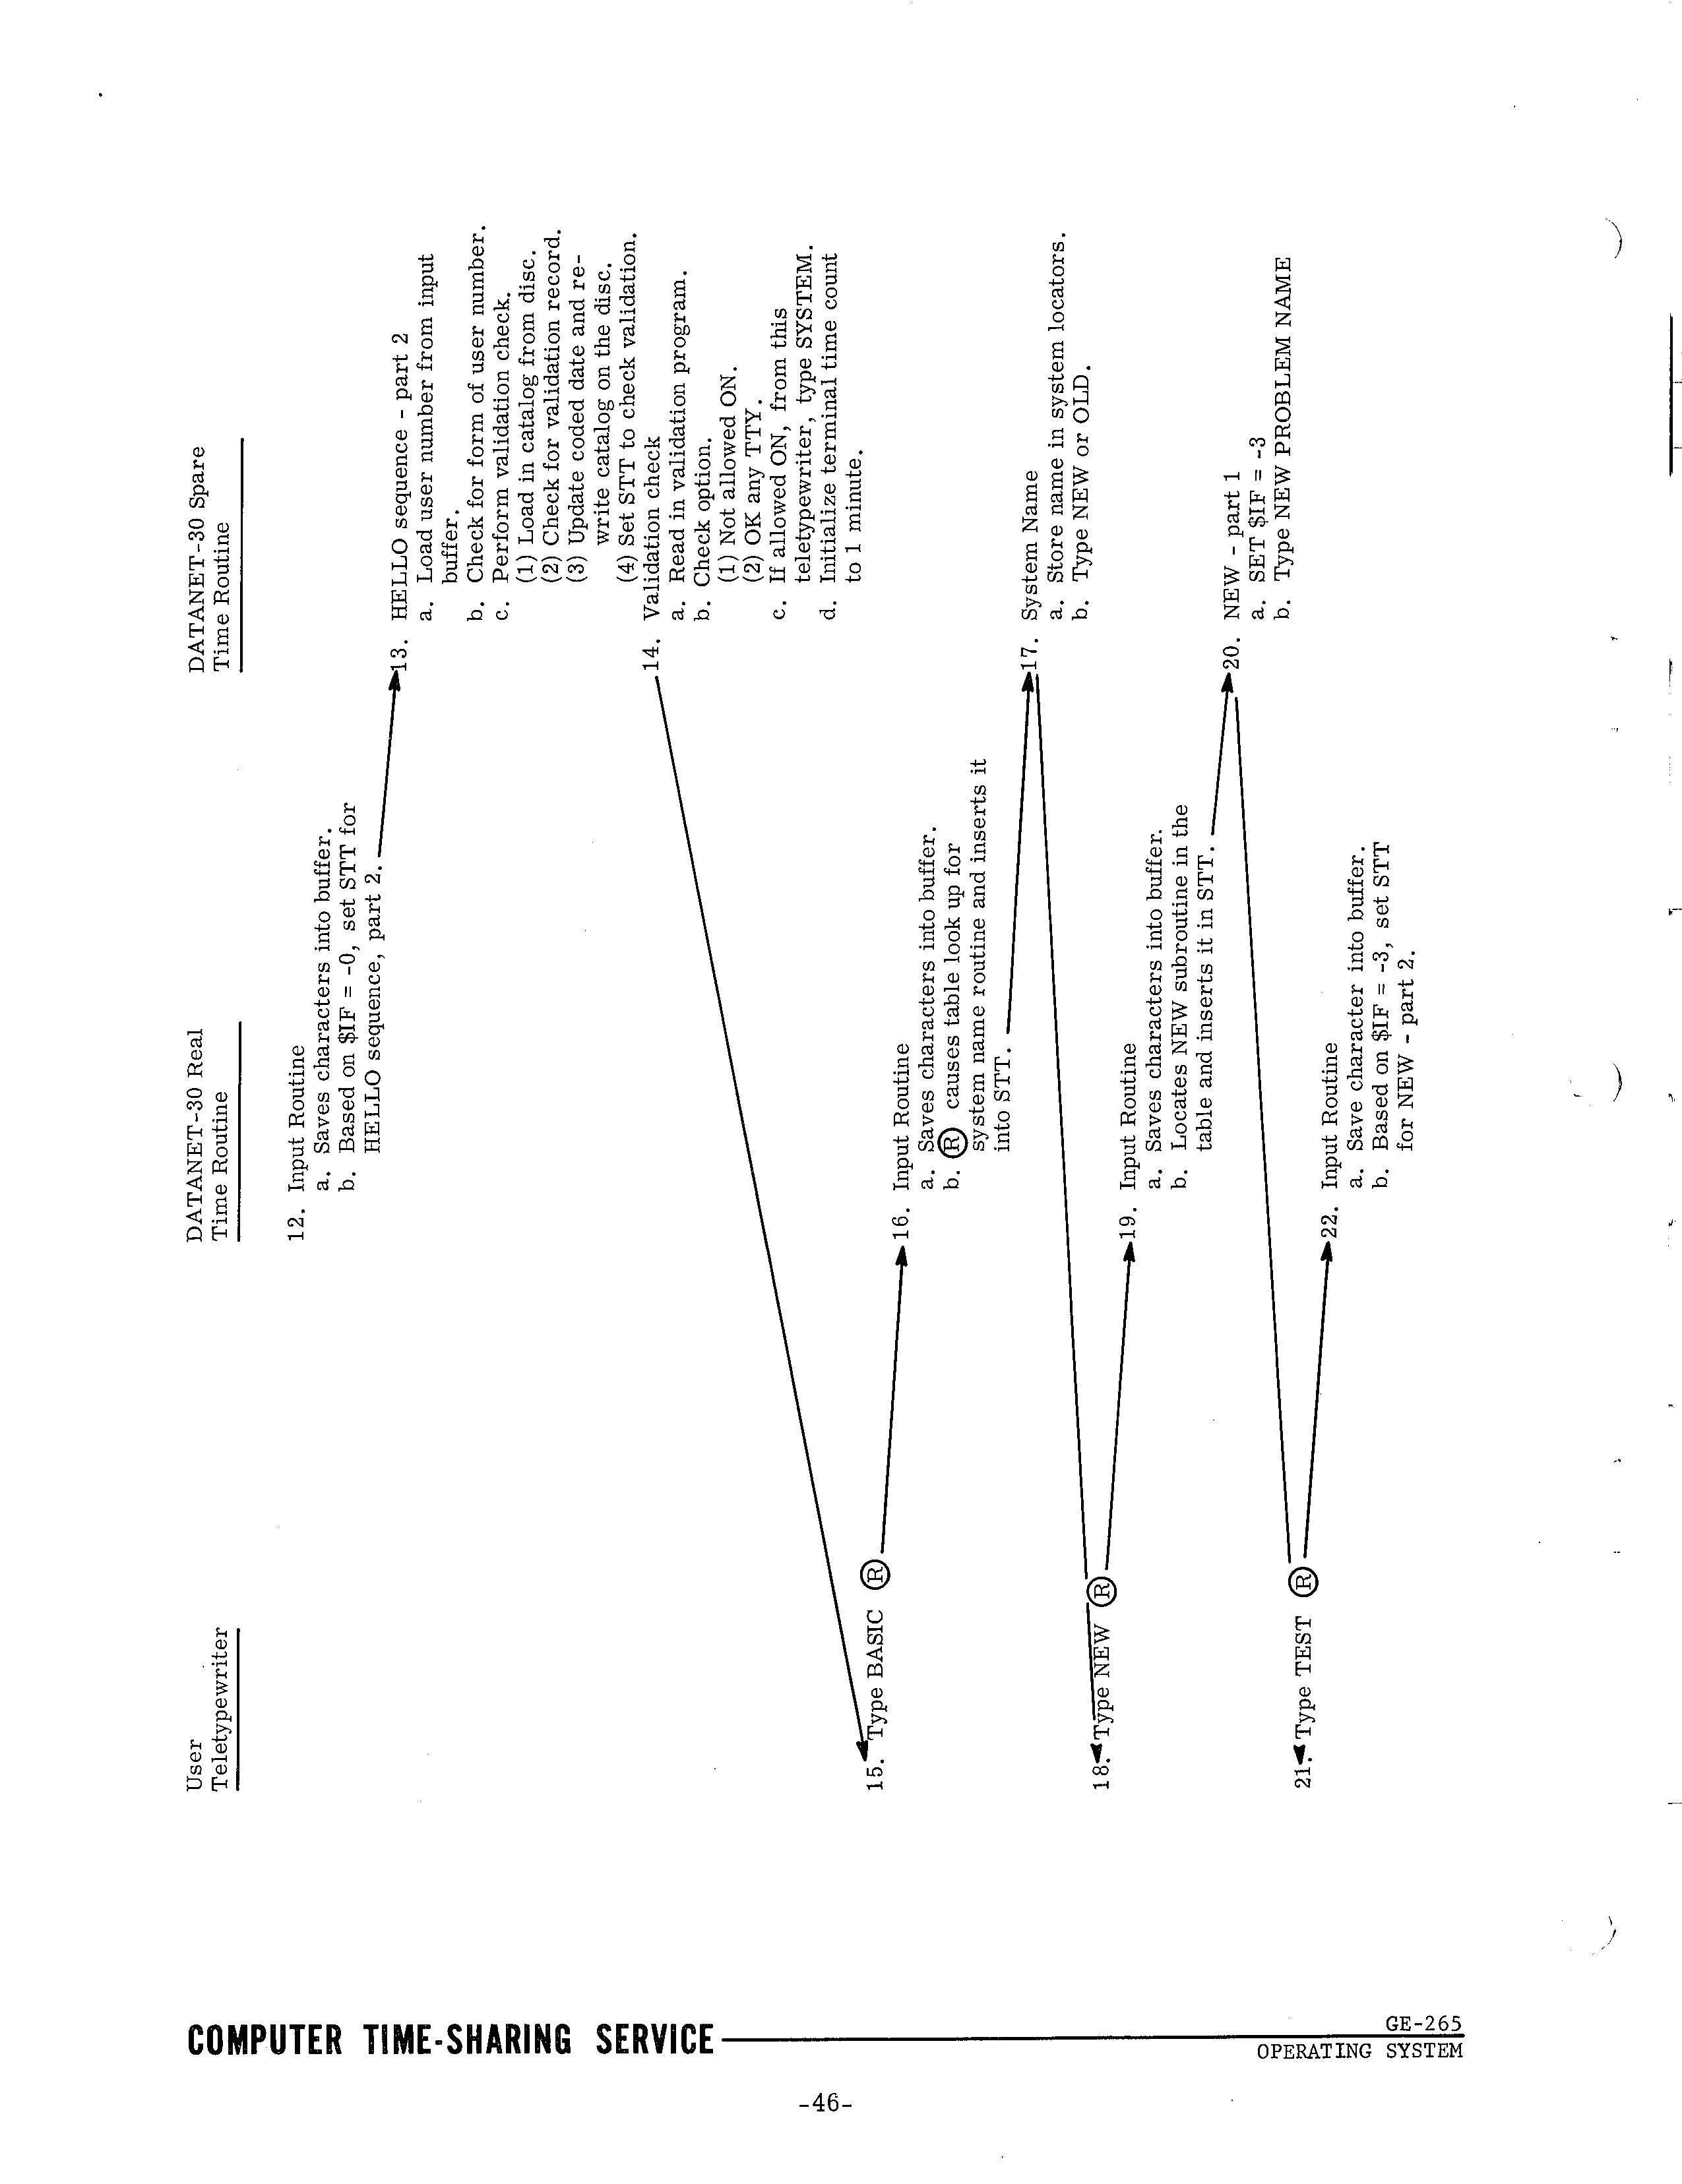 User
Teletypewriter
DATANET-30 Real
Time Routine
DATANET-30 Spare
Time Routine
12. Input Routine
a. Saves characters into buffer.
b. Based on $IF = -0, set STT for
HELLO sequence, part 2.
13. HELLO sequence - part 2
a. Load user number from input
buffer.
b. Check for form of user number.
c. Perform validation check.
(1) Load in catalog from disc.
(2) Check for validation record.
(3) Update coded date and re-
write catalog on the disc.
(4) Set STT to check validation.
14. Validation check
a. Read in validation program.
b. Check option.
(1) Not allowed ON.
(2) OK any TTY.
c. If allowed ON, from this
teletypewriter, type SYSTEM.
d. Initialize terminal time count
to 1 minute.
15. Type BASIC Ⓡ
16. Input Routine
a. Saves characters into buffer.
b. Ⓡ causes table look up for
system name routine and inserts it
into STT.
17. System Name
a. Store name in system locators.
b. Type NEW or OLD.
18. Type NEW Ⓡ
19. Input Routine
a. Saves characters into buffer.
b. Locates NEW subroutine in the
table and inserts it in STT.
20. NEW - part 1
a. SET $IF = -3
b. Type NEW PROBLEM NAME
21. Type TEST Ⓡ
22. Input Routine
a. Save character into buffer.
b. Based on $IF = -3, set STT
for NEW - part 2.
COMPUTER TIME-SHARING SERVICE
GE-265
OPERATING SYSTEM
-46-